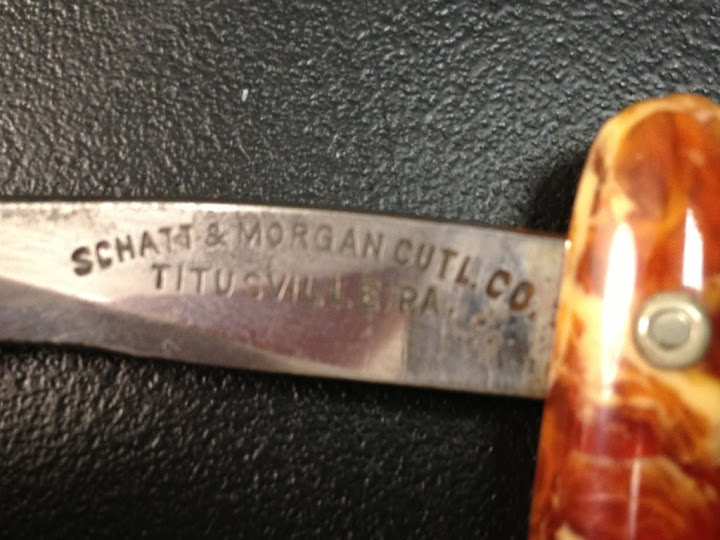 SCHATT & MORGAN CUTL. CO.
TITUSVILLE, PA.